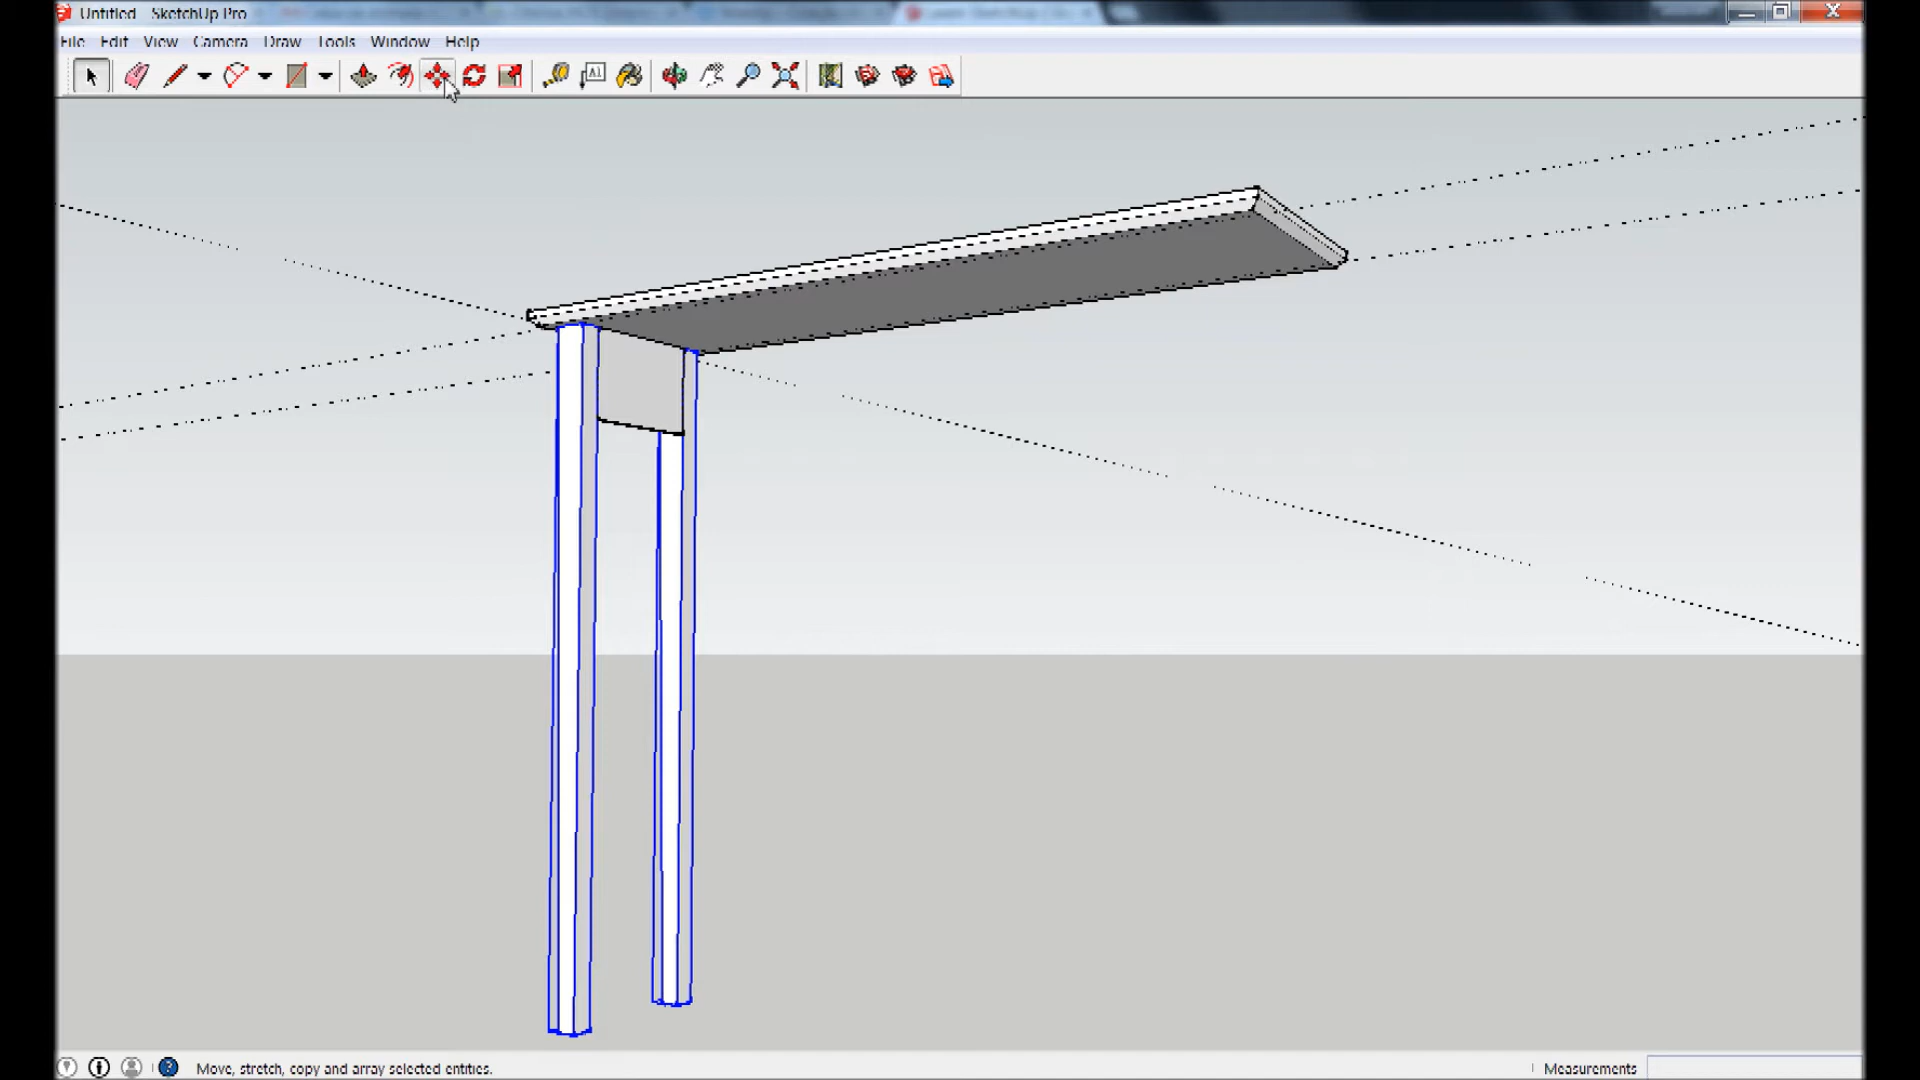 Untitled   SketchUp Pro
File Edit View Camera Draw Tools Window Help
A1
Move, stretch, copy and array selected entities.
Measurements